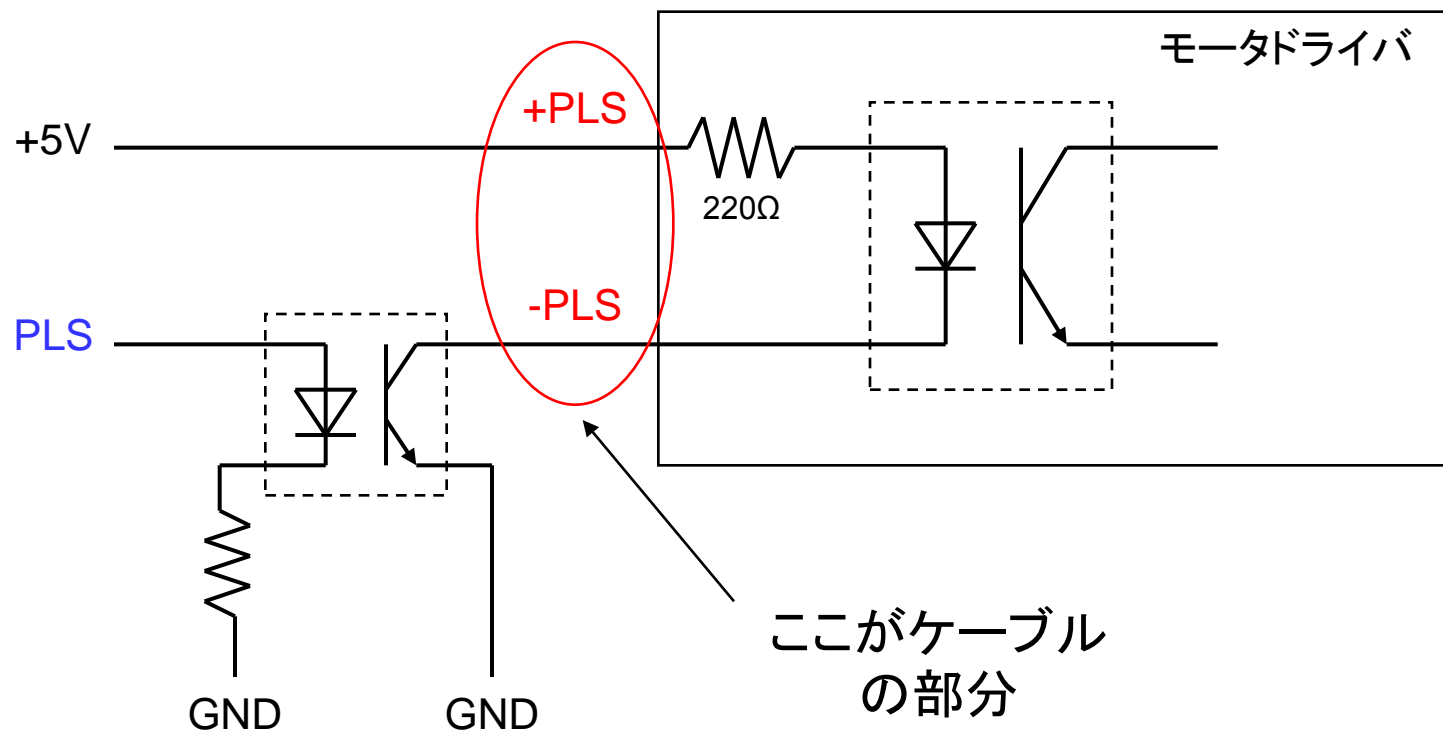 モータドライバ
+PLS
+5V
220Ω
-PLS
PLS
ここがケーブル
の部分
GND
GND